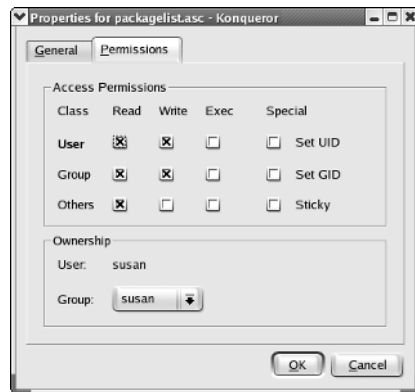 Properties for packagelist.asc - Konqueror
General Permissions
Access Permissions
Class Read Write Exec Special
User Set UID
Group Set GID
Others Sticky
Ownership
User: susan
Group: susan
OK Cancel